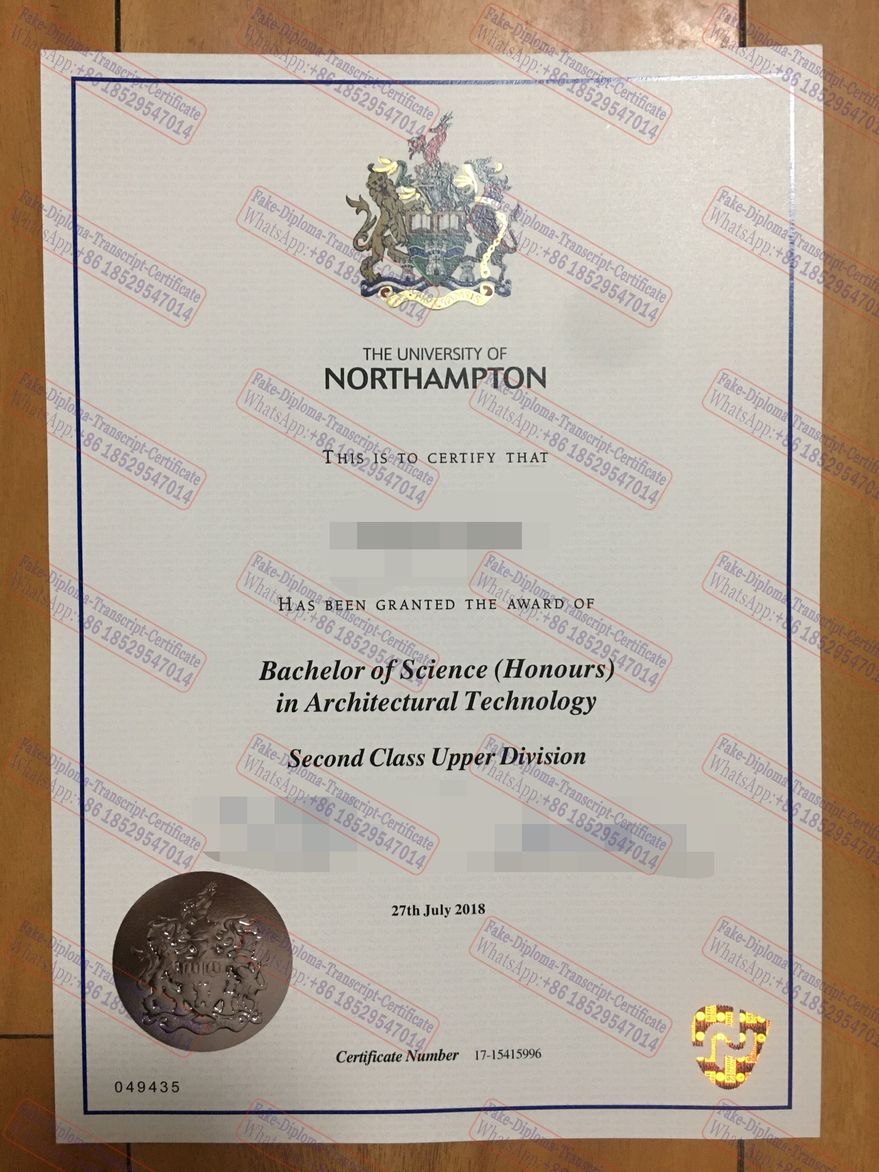 THE UNIVERSITY OF
NORTHAMPTON
THIS IS TO CERTIFY THAT
HAS BEEN GRANTED THE AWARD OF
Bachelor of Science (Honours)
in Architectural Technology
Second Class Upper Division
27th July 2018
Certificate Number 17-15415996
049435
Fake-Diploma-Transcript-Certificate
WhatsApp:+86 18529547014